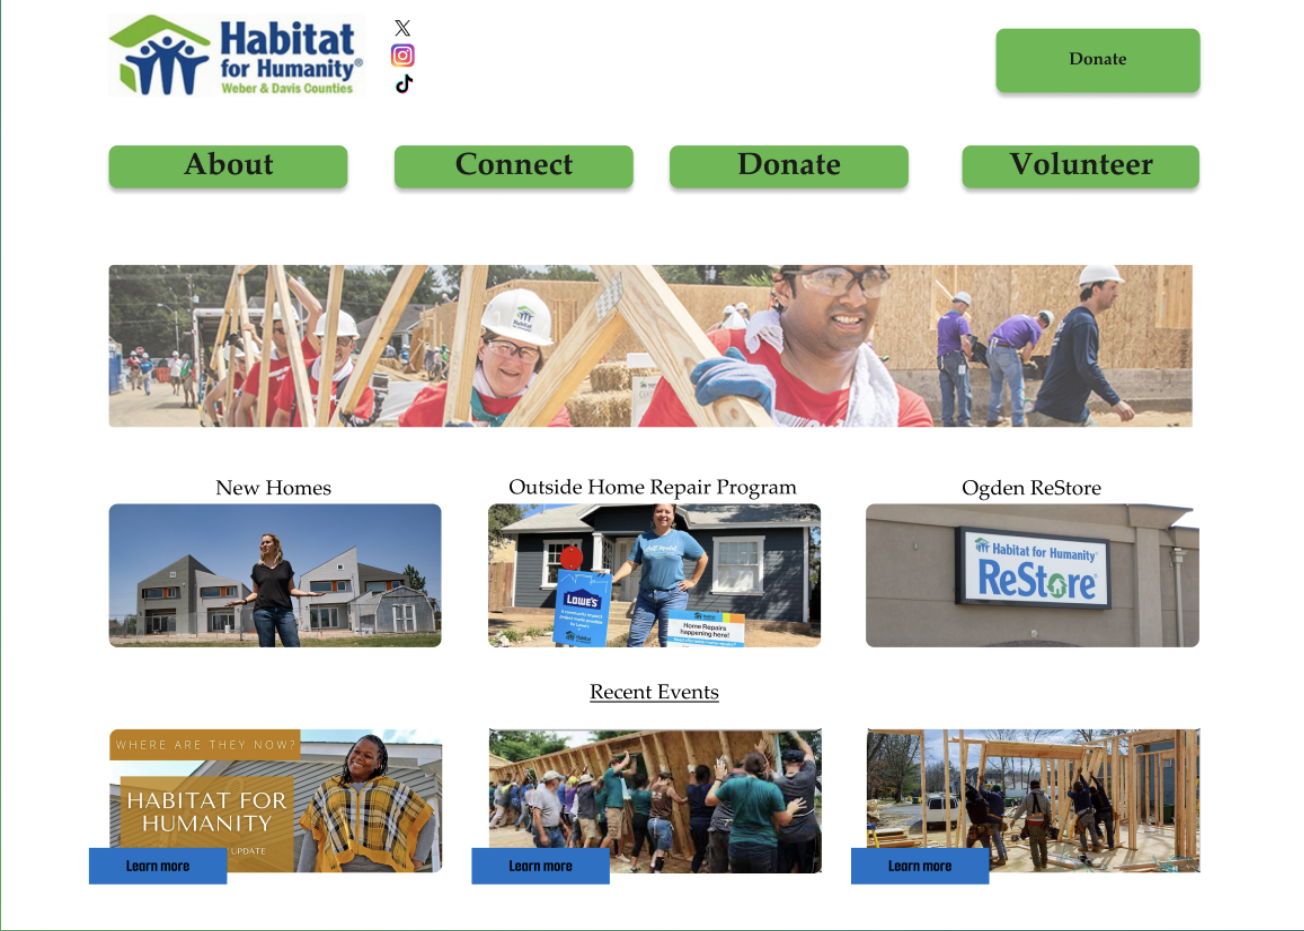 Habitat
for Humanity®
Weber & Davis Counties
Donate
About
Connect
Donate
Volunteer
Habitat
New Homes
Outside Home Repair Program
Ogden ReStore
LOWE'S
Home Repairs
happening here!
Habitat for Humanity®
ReStore®
Recent Events
WHERE ARE THEY NOW?
HABITAT FOR
HUMANITY
UPDATE
Learn more
Learn more
Learn more